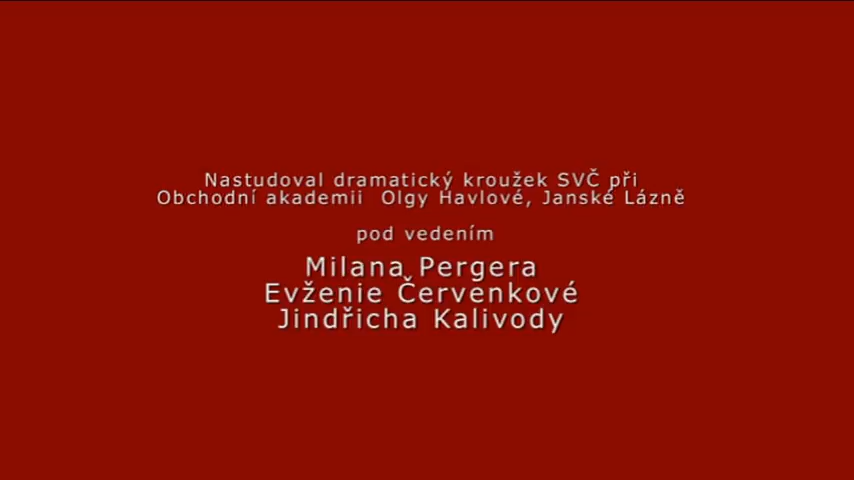 Nastudoval dramatický kroužek SVČ při
Obchodní akademii Olgy Havlové, Janské Lázně
pod vedením
Milana Pergera
Evženie Červenkové
Jindřicha Kalivody